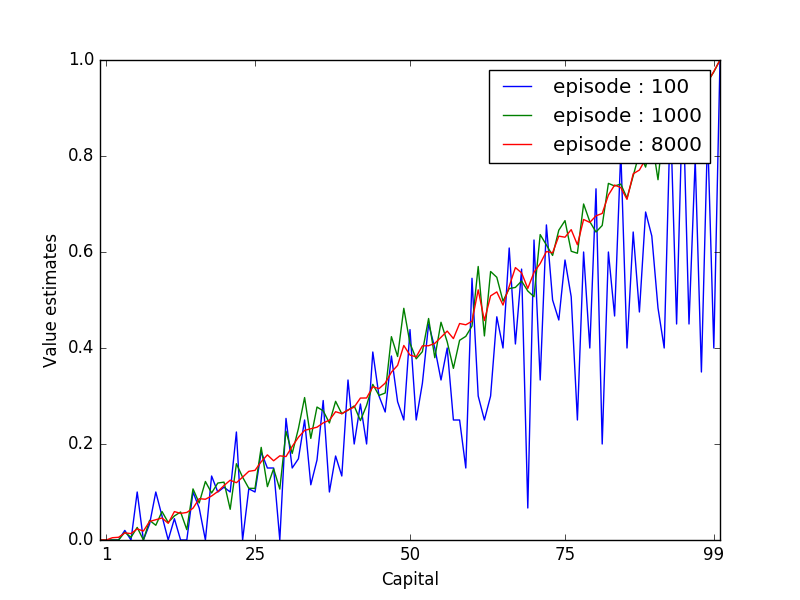 1.0
episode : 100
episode : 1000
episode : 8000
0.8
0.6
Value estimates
0.4
0.2
0.0
1 25 50 75 99
Capital